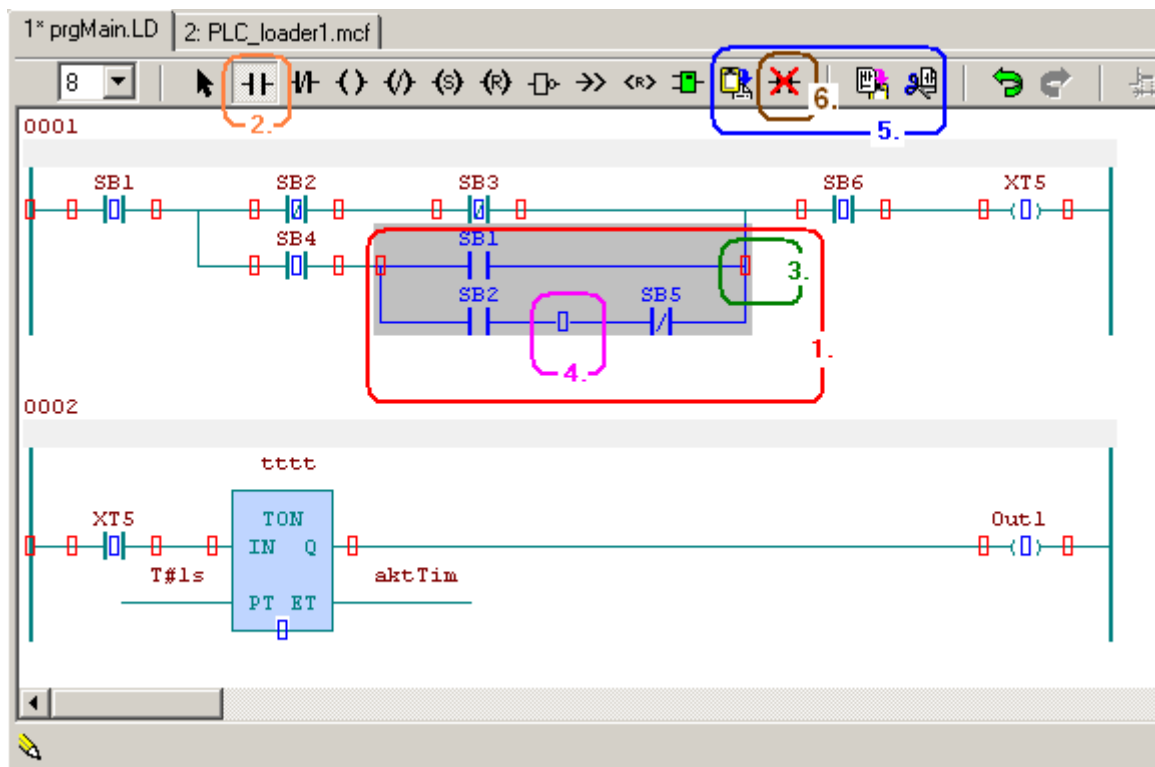 1* prgMain.LD 2: PLC_loader1.mcf
8 (S) (R) <R> 6.
2. 5.
0001
SB1 SB2 SB3 SB6 XT5
SB4 SB1
3.
SB2 SB5
1.
4.
0002
tttt
XT5 TON Out1
IN Q
T#1s aktTim
PT ET